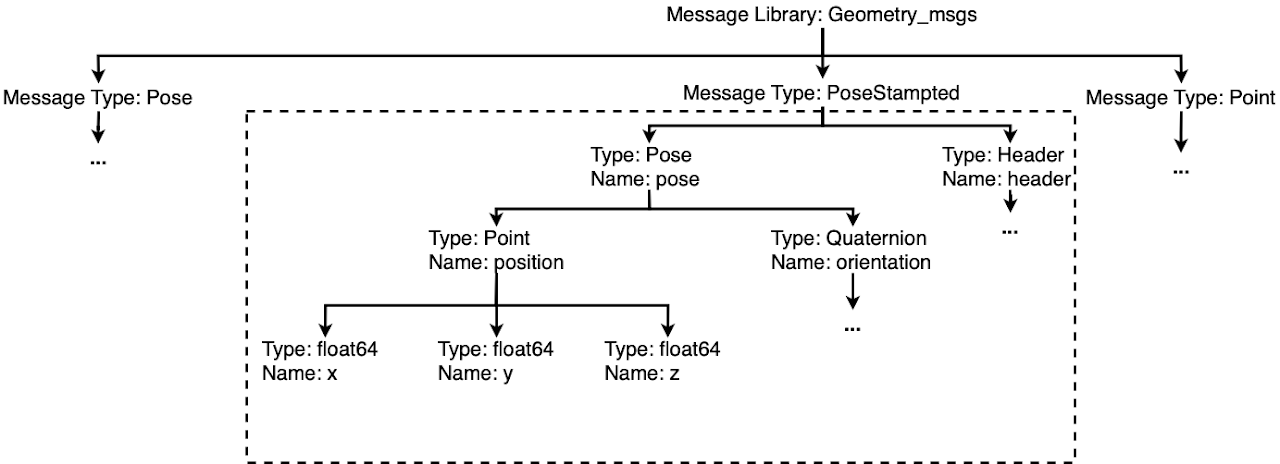 Message Library: Geometry_msgs
Message Type: Pose
Message Type: PoseStampted
Message Type: Point
...
...
Type: Pose
Name: pose
Type: Header
Name: header
...
Type: Point
Name: position
Type: Quaternion
Name: orientation
...
Type: float64
Name: x
Type: float64
Name: y
Type: float64
Name: z